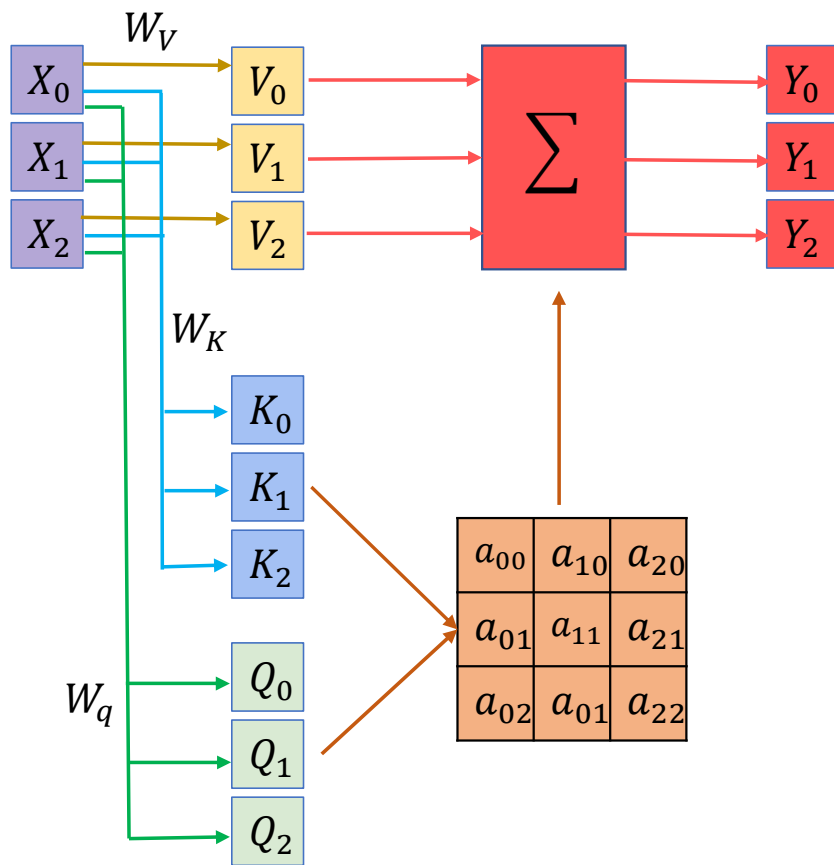 W_V
X_0 V_0 ∑ Y_0
X_1 V_1 Y_1
X_2 V_2 Y_2
W_K
K_0
K_1
K_2
a_00 a_10 a_20
a_01 a_11 a_21
a_02 a_01 a_22
W_q
Q_0
Q_1
Q_2